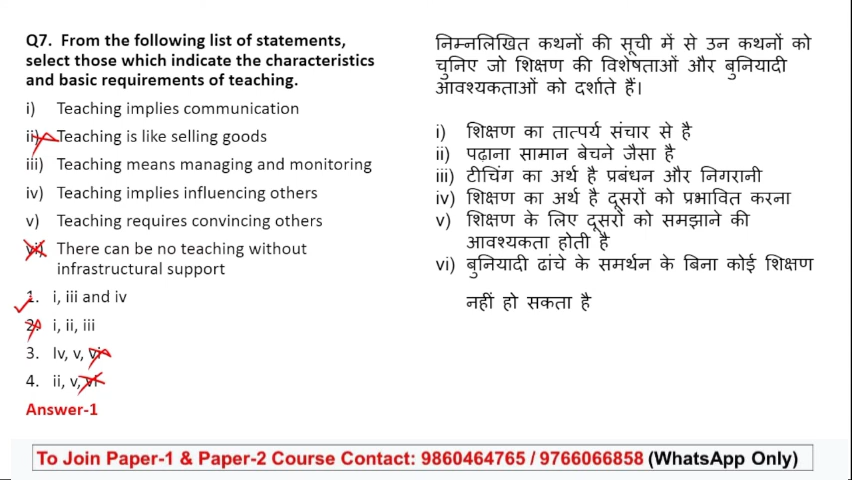 Q7. From the following list of statements,
select those which indicate the characteristics
and basic requirements of teaching.
i) Teaching implies communication
ii) Teaching is like selling goods
iii) Teaching means managing and monitoring
iv) Teaching implies influencing others
v) Teaching requires convincing others
vi) There can be no teaching without
infrastructural support
1. i, iii and iv
2. i, ii, iii
3. Iv, v, vi
4. ii, v, vi
Answer-1
निम्नलिखित कथनों की सूची में से उन कथनों को
चुनिए जो शिक्षण की विशेषताओं और बुनियादी
आवश्यकताओं को दर्शाते हैं।
i) शिक्षण का तात्पर्य संचार से है
ii) पढ़ाना सामान बेचने जैसा है
iii) टीचिंग का अर्थ है प्रबंधन और निगरानी
iv) शिक्षण का अर्थ है दूसरों को प्रभावित करना
v) शिक्षण के लिए दूसरों को समझाने की
आवश्यकता होती है
vi) बुनियादी ढांचे के समर्थन के बिना कोई शिक्षण
नहीं हो सकता है
To Join Paper-1 & Paper-2 Course Contact: 9860464765 / 9766066858 (WhatsApp Only)